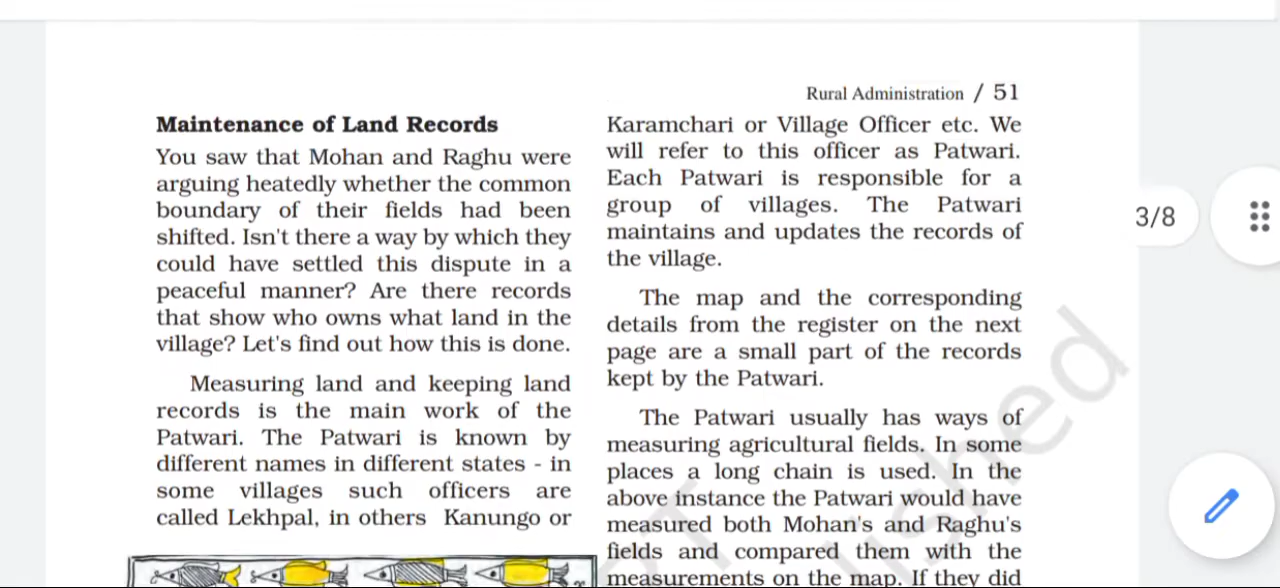 Rural Administration / 51
Maintenance of Land Records
You saw that Mohan and Raghu were
arguing heatedly whether the common
boundary of their fields had been
shifted. Isn't there a way by which they
could have settled this dispute in a
peaceful manner? Are there records
that show who owns what land in the
village? Let's find out how this is done.
Measuring land and keeping land
records is the main work of the
Patwari. The Patwari is known by
different names in different states - in
some villages such officers are
called Lekhpal, in others Kanungo or
Karamchari or Village Officer etc. We
will refer to this officer as Patwari.
Each Patwari is responsible for a
group of villages. The Patwari
maintains and updates the records of
the village.
The map and the corresponding
details from the register on the next
page are a small part of the records
kept by the Patwari.
The Patwari usually has ways of
measuring agricultural fields. In some
places a long chain is used. In the
above instance the Patwari would have
measured both Mohan's and Raghu's
fields and compared them with the
measurements on the map. If they did
3/8